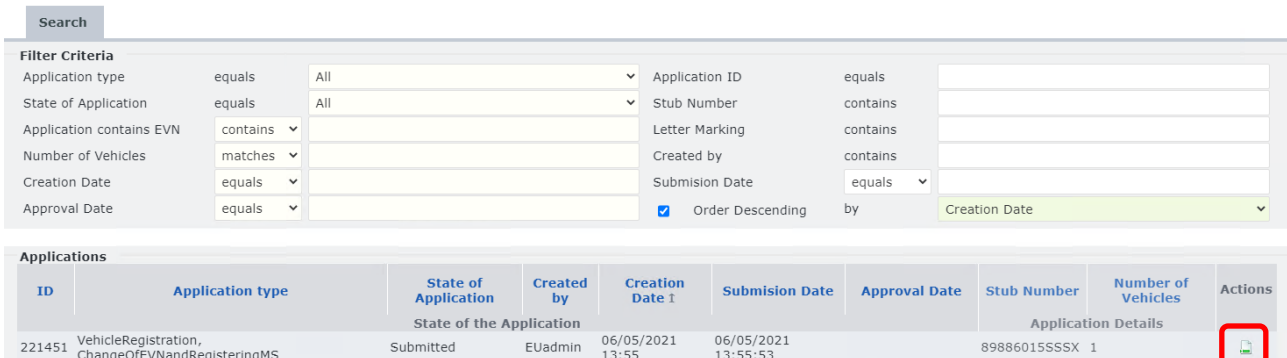 Search
Filter Criteria
Application type equals All Application ID equals
State of Application equals All Stub Number contains
Application contains EVN contains Letter Marking contains
Number of Vehicles matches Created by contains
Creation Date equals Submision Date equals
Approval Date equals Order Descending by Creation Date
Applications
ID Application type State of Application Created by Creation Date Submision Date Approval Date Stub Number Number of Vehicles Actions
State of the Application Application Details
221451 VehicleRegistration, Submitted EUadmin 06/05/2021 06/05/2021 89886015SSSX 1
ChangeOfEVNandRegisteringMS 13:55 13:55:53